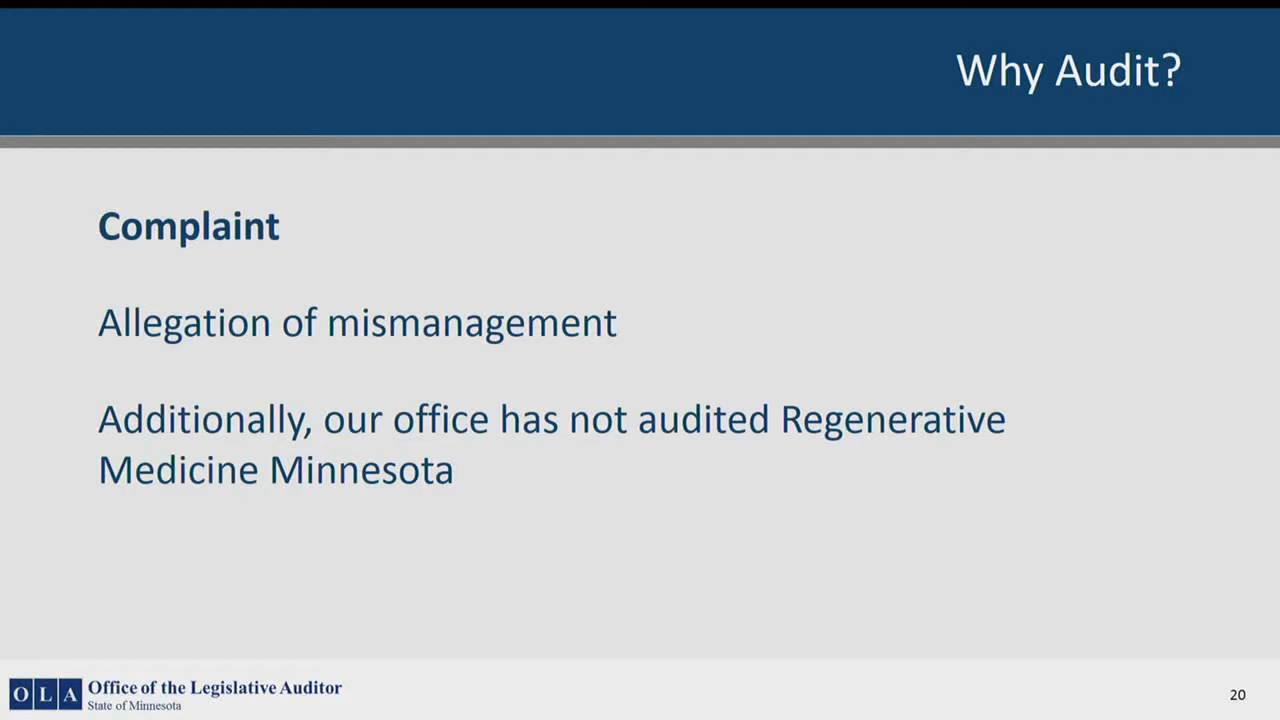 Why Audit?
Complaint
Allegation of mismanagement
Additionally, our office has not audited Regenerative
Medicine Minnesota
OLA Office of the Legislative Auditor
State of Minnesota
20